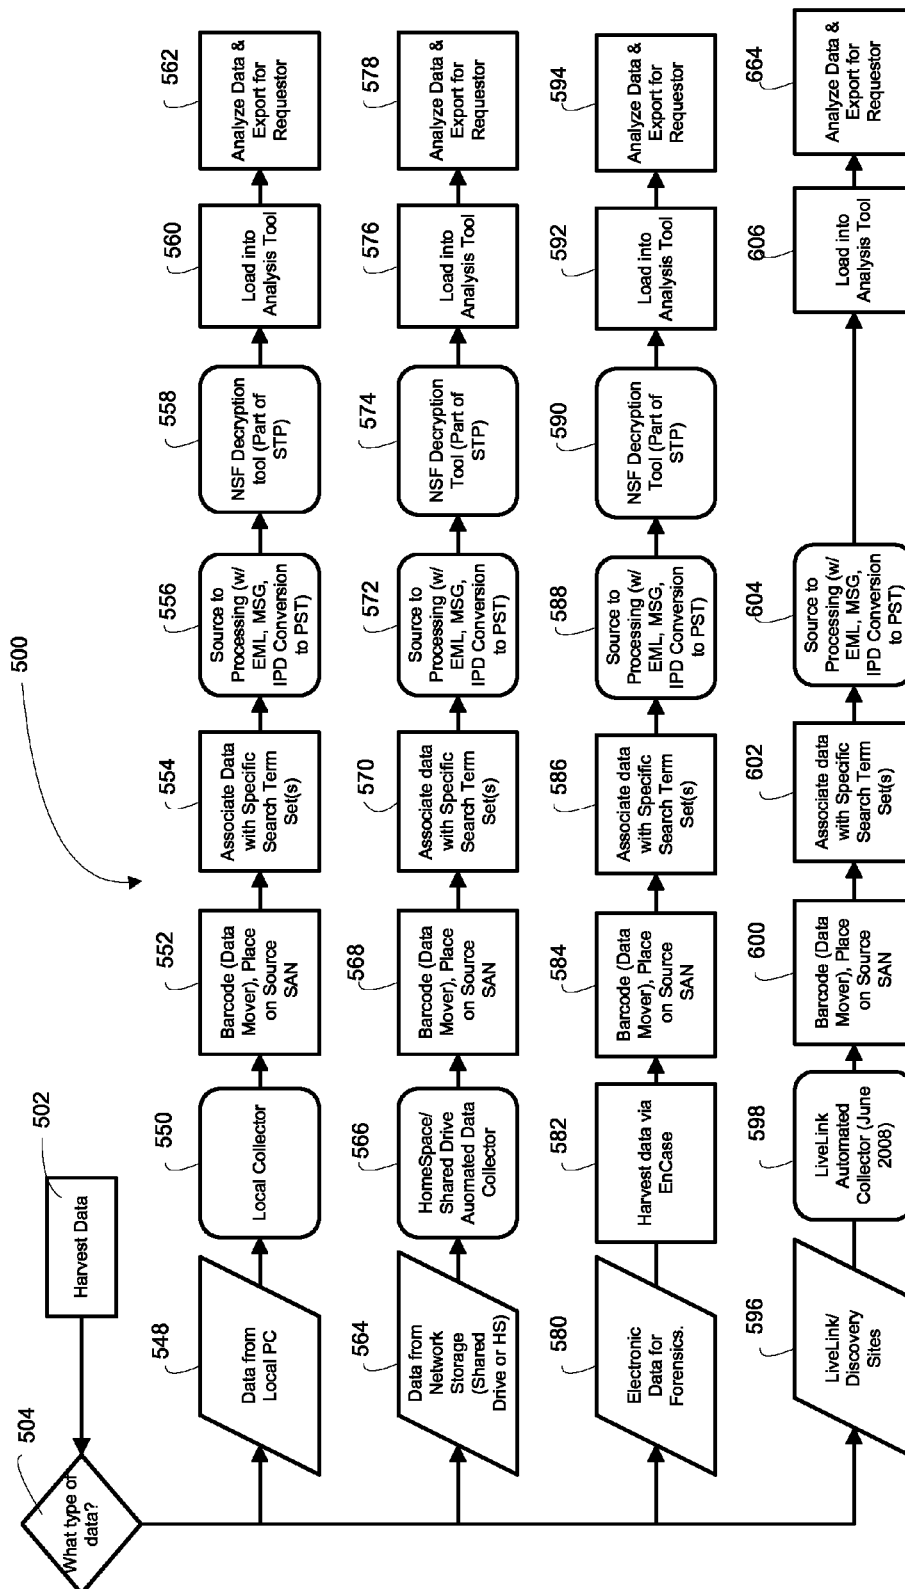 500
502
Harvest Data
504
What type of
data?
548
Data from
Local PC
550
Local Collector
552
Barcode (Data
Mover), Place
on Source
SAN
554
Associate Data
with Specific
Search Term
Set(s)
556
Source to
Processing (w/
EML, MSG,
IPD Conversion
to PST)
558
NSF Decryption
tool (Part of
STP)
560
Load into
Analysis Tool
562
Analyze Data &
Export for
Requestor
564
Data from
Network
Storage
(Shared
Drive or HS)
566
HomeSpace/
Shared Drive
Auomated Data
Collector
568
Barcode (Data
Mover), Place
on Source
SAN
570
Associate data
with Specific
Search Term
Set(s)
572
Source to
Processing (w/
EML, MSG,
IPD Conversion
to PST)
574
NSF Decryption
Tool (Part of
STP)
576
Load into
Analysis Tool
578
Analyze Data &
Export for
Requestor
580
Electronic
Data for
Forensics.
582
Harvest data via
EnCase
584
Barcode (Data
Mover), Place
on Source
SAN
586
Associate data
with Specific
Search Term
Set(s)
588
Source to
Processing (w/
EML, MSG,
IPD Conversion
to PST)
590
NSF Decryption
Tool (Part of
STP)
592
Load into
Analysis Tool
594
Analyze Data &
Export for
Requestor
596
LiveLink/
Discovery
Sites
598
LiveLink
Automated
Collector (June
2008)
600
Barcode (Data
Mover), Place
on Source
SAN
602
Associate data
with Specific
Search Term
Set(s)
604
Source to
Processing (w/
EML, MSG,
IPD Conversion
to PST)
606
Load into
Analysis Tool
664
Analyze Data &
Export for
Requestor